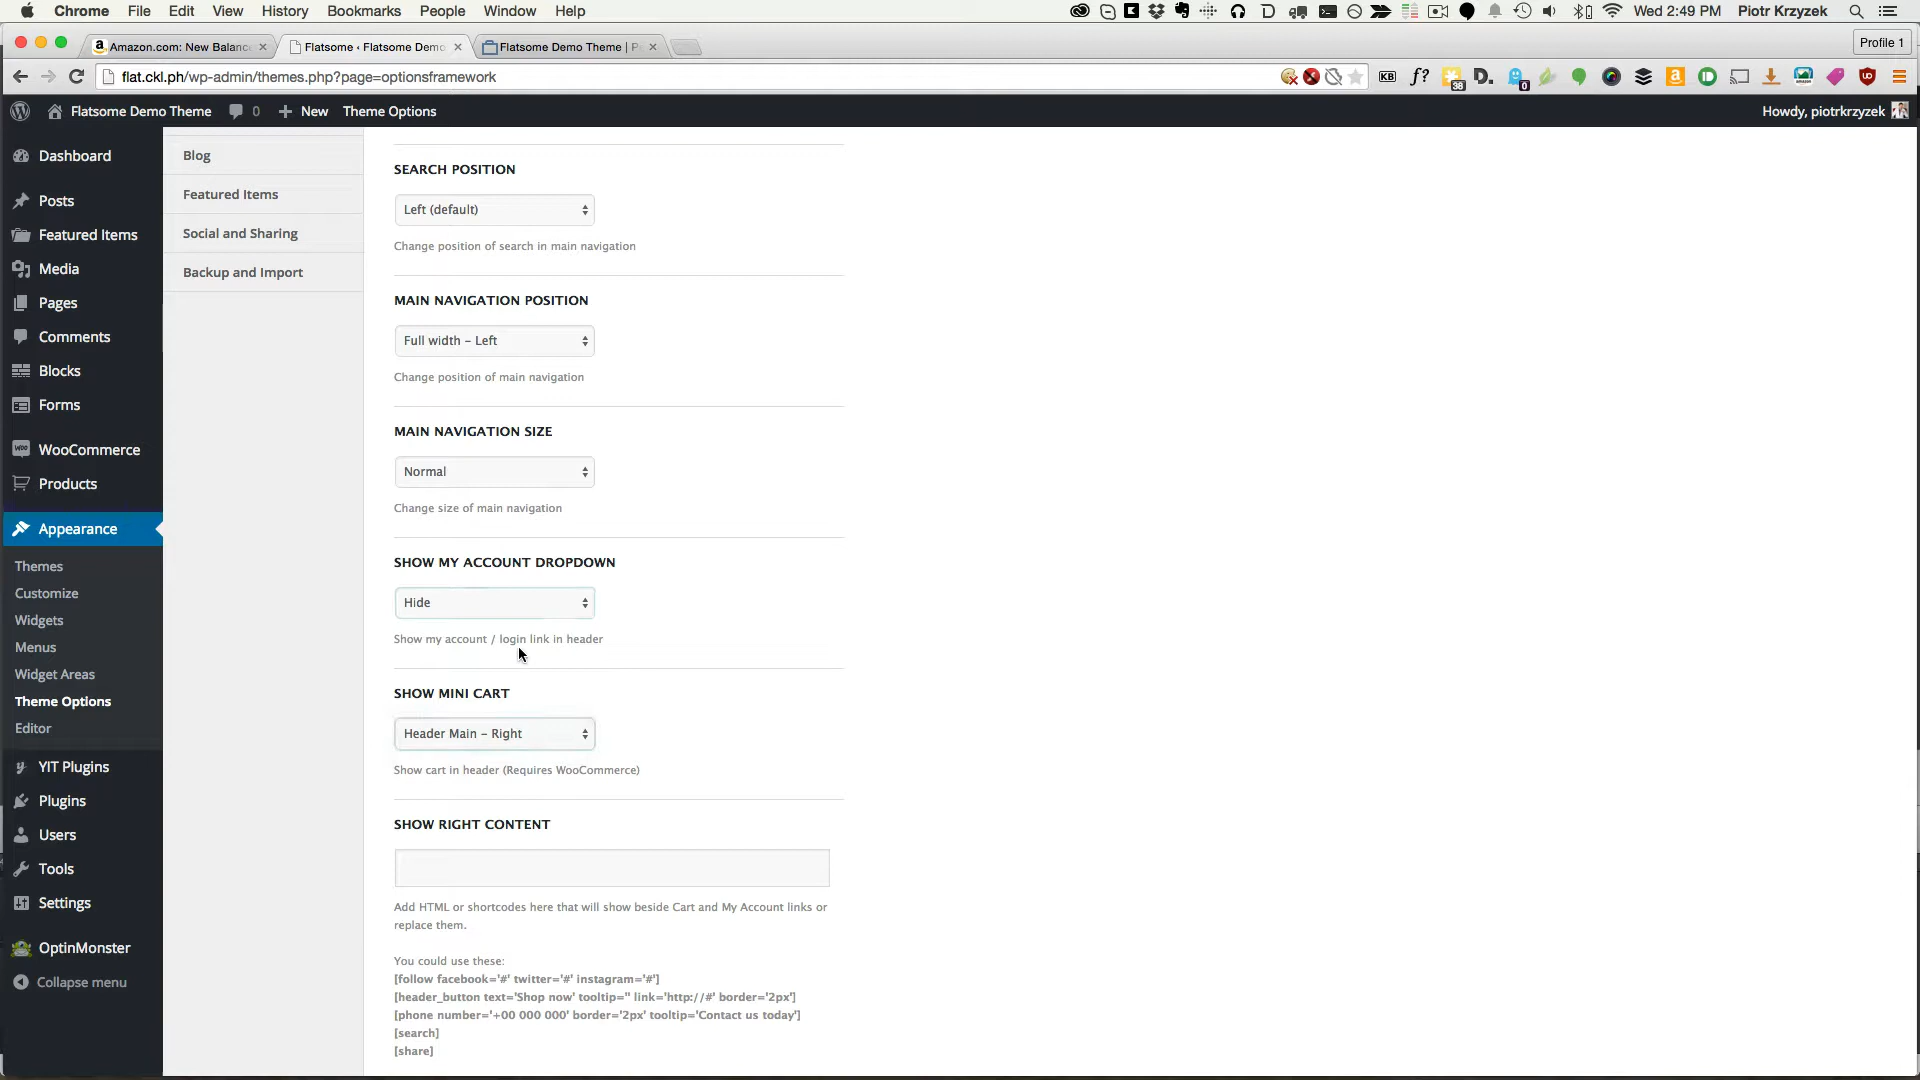 Chrome File Edit View History Bookmarks People Window Help Wed 2:49 PM Piotr Krzyzek
Amazon.com: New Balanc Flatsome ‹ Flatsome Demo Flatsome Demo Theme | P Profile 1
flat.ckl.ph/wp-admin/themes.php?page=optionsframework
Flatsome Demo Theme 0 New Theme Options Howdy, piotrkrzyzek
Dashboard
Posts
Featured Items
Media
Pages
Comments
Blocks
Forms
WooCommerce
Products
Appearance
Themes
Customize
Widgets
Menus
Widget Areas
Theme Options
Editor
YIT Plugins
Plugins
Users
Tools
Settings
OptinMonster
Collapse menu
Blog
Featured Items
Social and Sharing
Backup and Import
SEARCH POSITION
Left (default)
Change position of search in main navigation
MAIN NAVIGATION POSITION
Full width – Left
Change position of main navigation
MAIN NAVIGATION SIZE
Normal
Change size of main navigation
SHOW MY ACCOUNT DROPDOWN
Hide
Show my account / login link in header
SHOW MINI CART
Header Main – Right
Show cart in header (Requires WooCommerce)
SHOW RIGHT CONTENT
Add HTML or shortcodes here that will show beside Cart and My Account links or
replace them.
You could use these:
[follow facebook='#' twitter='#' instagram='#']
[header_button text='Shop now' tooltip='' link='http://#' border='2px']
[phone number='+00 000 000' border='2px' tooltip='Contact us today']
[search]
[share]